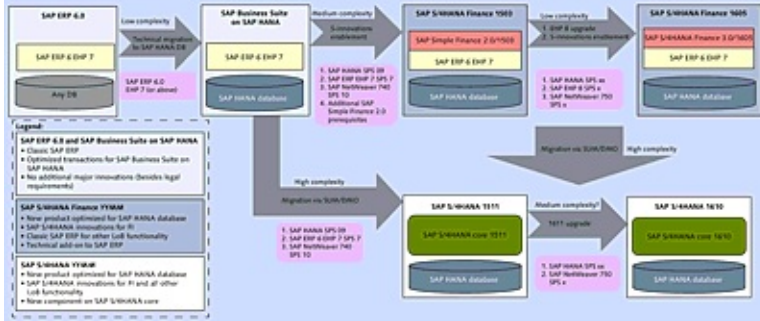 SAP ERP 6.0
SAP ERP 6 EHP 7
Any DB
Low complexity
Technical migration
to SAP HANA DB
SAP ERP 6.0
EHP 7 (or above)
SAP Business Suite
on SAP HANA
SAP ERP 6 EHP 7
SAP HANA database
Medium complexity
S-innovations
enablement
1. SAP HANA SPS 09
2. SAP ERP EHP 7 SPS 7
3. SAP NetWeaver 740
SPS 10
4. Additional SAP
Simple Finance 2.0
prerequisites
SAP S/4HANA Finance 1503
SAP Simple Finance 2.0/1503
SAP ERP 6 EHP 7
SAP HANA database
Low complexity
1. EHP 8 upgrade
2. S-innovations enablement
1. SAP HANA SPS xx
2. SAP EHP 8 SPS x
3. SAP NetWeaver 750
SPS x
SAP S/4HANA Finance 1605
SAP S/4HANA Finance 3.0/1605
SAP ERP 6 EHP 7
SAP HANA database
Legend:
SAP ERP 6.0 and SAP Business Suite on SAP HANA
• Classic SAP ERP
• Optimized transactions for SAP Business Suite on
SAP HANA
• No additional major innovations (besides legal
requirements)
SAP S/4HANA Finance YYMM
• New product optimized for SAP HANA database
• SAP S/4HANA innovations for FI
• Classic SAP ERP for other LoB functionality
• Technical add-on to SAP ERP
SAP S/4HANA YYMM
• New product optimized for SAP HANA database
• SAP S/4HANA innovations for FI and all other
LoB functionality
• New component on SAP S/4HANA core
High complexity
Migration via SUM/DMO
1. SAP HANA SPS 09
2. SAP ERP 6 EHP 7 SPS 7
3. SAP NetWeaver 740
SPS 10
Migration via SUM/DMO
High complexity
SAP S/4HANA 1511
SAP S/4HANA core 1511
SAP HANA database
Medium complexity?
1611 upgrade
1. SAP HANA SPS xx
2. SAP NetWeaver 750
SPS x
SAP S/4HANA 1610
SAP S/4HANA core 1610
SAP HANA database